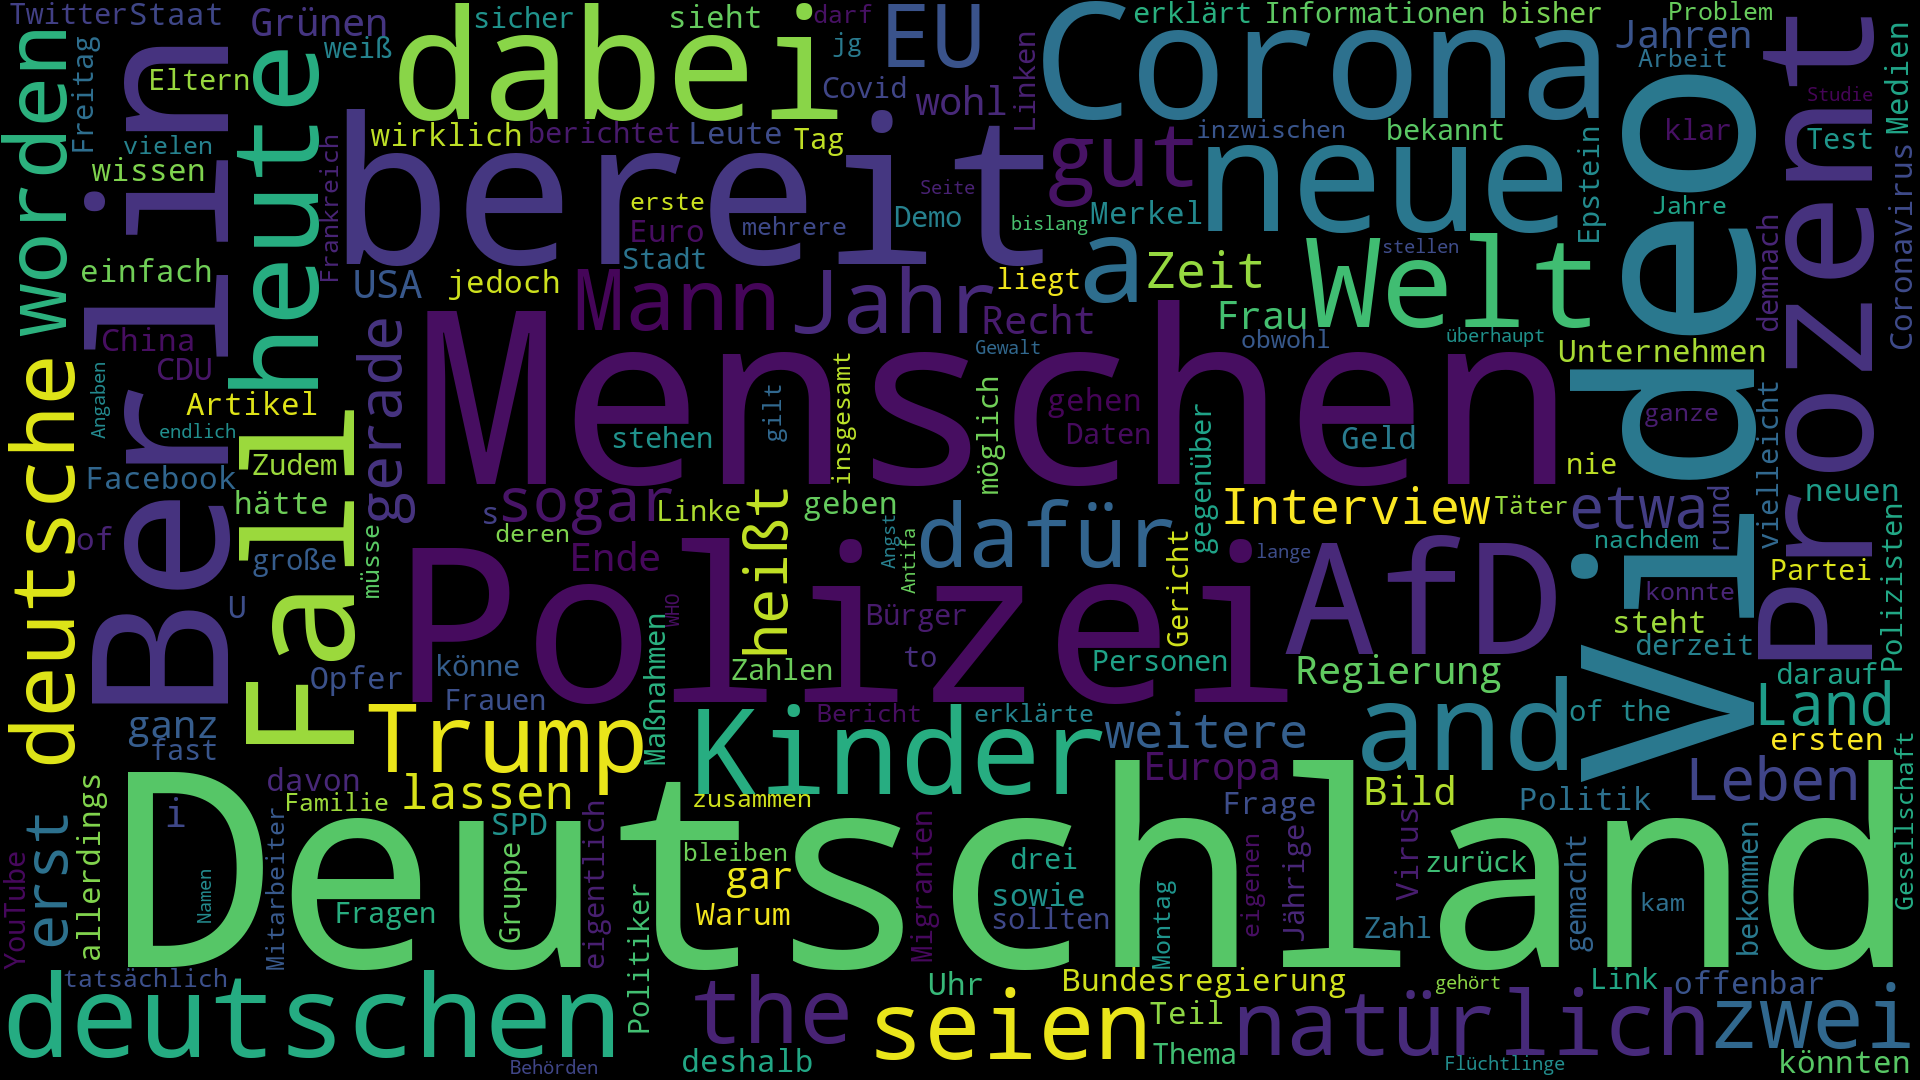 Twitter
Staat
Grünen
sicher
sieht
darf
EU
erklärt
Informationen
bisher
Problem
weiß
dabei
jg
Corona
Jahren
Arbeit
worden
Freitag
Eltern
Berlin
heute
Covid
wohl
Linken
Video
Prozent
Studie
Medien
vielen
wirklich
berichtet
Leute
Tag
inzwischen
bekannt
klar
Test
wissen
Frankreich
bereit
gut
neue
Epstein
Coronavirus
erste
Seite
Euro
mehrere
Demo
bislang
Merkel
Jahre
einfach
Stadt
a
stellen
demnach
USA
jedoch
Mann
Jahr
liegt
Zeit
Welt
China
gerade
Recht
Frau
obwohl
überhaupt
CDU
Gewalt
Unternehmen
deutsche
Angaben
Artikel
Fall
Menschen
gilt
insgesamt
möglich
gehen
gegenüber
ganze
vielleicht
endlich
stehen
Daten
Geld
Facebook
Zudem
nie
hätte
s
sogar
Linke
geben
dafür
Interview
Täter
etwa
rund
neuen
of
deren
müsse
heißt
Angst
Antifa
Gericht
lange
nachdem
Polizisten
große
Ende
Polizei
AfD
Partei
U
WHO
Bürger
konnte
steht
Opfer
könne
Maßnahmen
Zahlen
to
Personen
Regierung
derzeit
darauf
Frauen
ganz
Trump
Kinder
Bericht
erklärte
weitere
and
of the
Land
fast
ersten
davon
lassen
Europa
Bild
Politik
Leben
Gesellschaft
i
Familie
zusammen
Frage
erst
allerdings
Mitarbeiter
SPD
eigentlich
Deutschland
YouTube
Namen
Fragen
Gruppe
Politiker
bleiben
gar
Warum
Migranten
drei
sowie
sollten
Montag
eigenen
Jährige
Virus
Zahl
zurück
gemacht
kam
bekommen
tatsächlich
deutschen
the
Uhr
seien
Bundesregierung
Teil
Thema
gehört
natürlich
Link
offenbar
zwei
Behörden
deshalb
Flüchtlinge
könnten